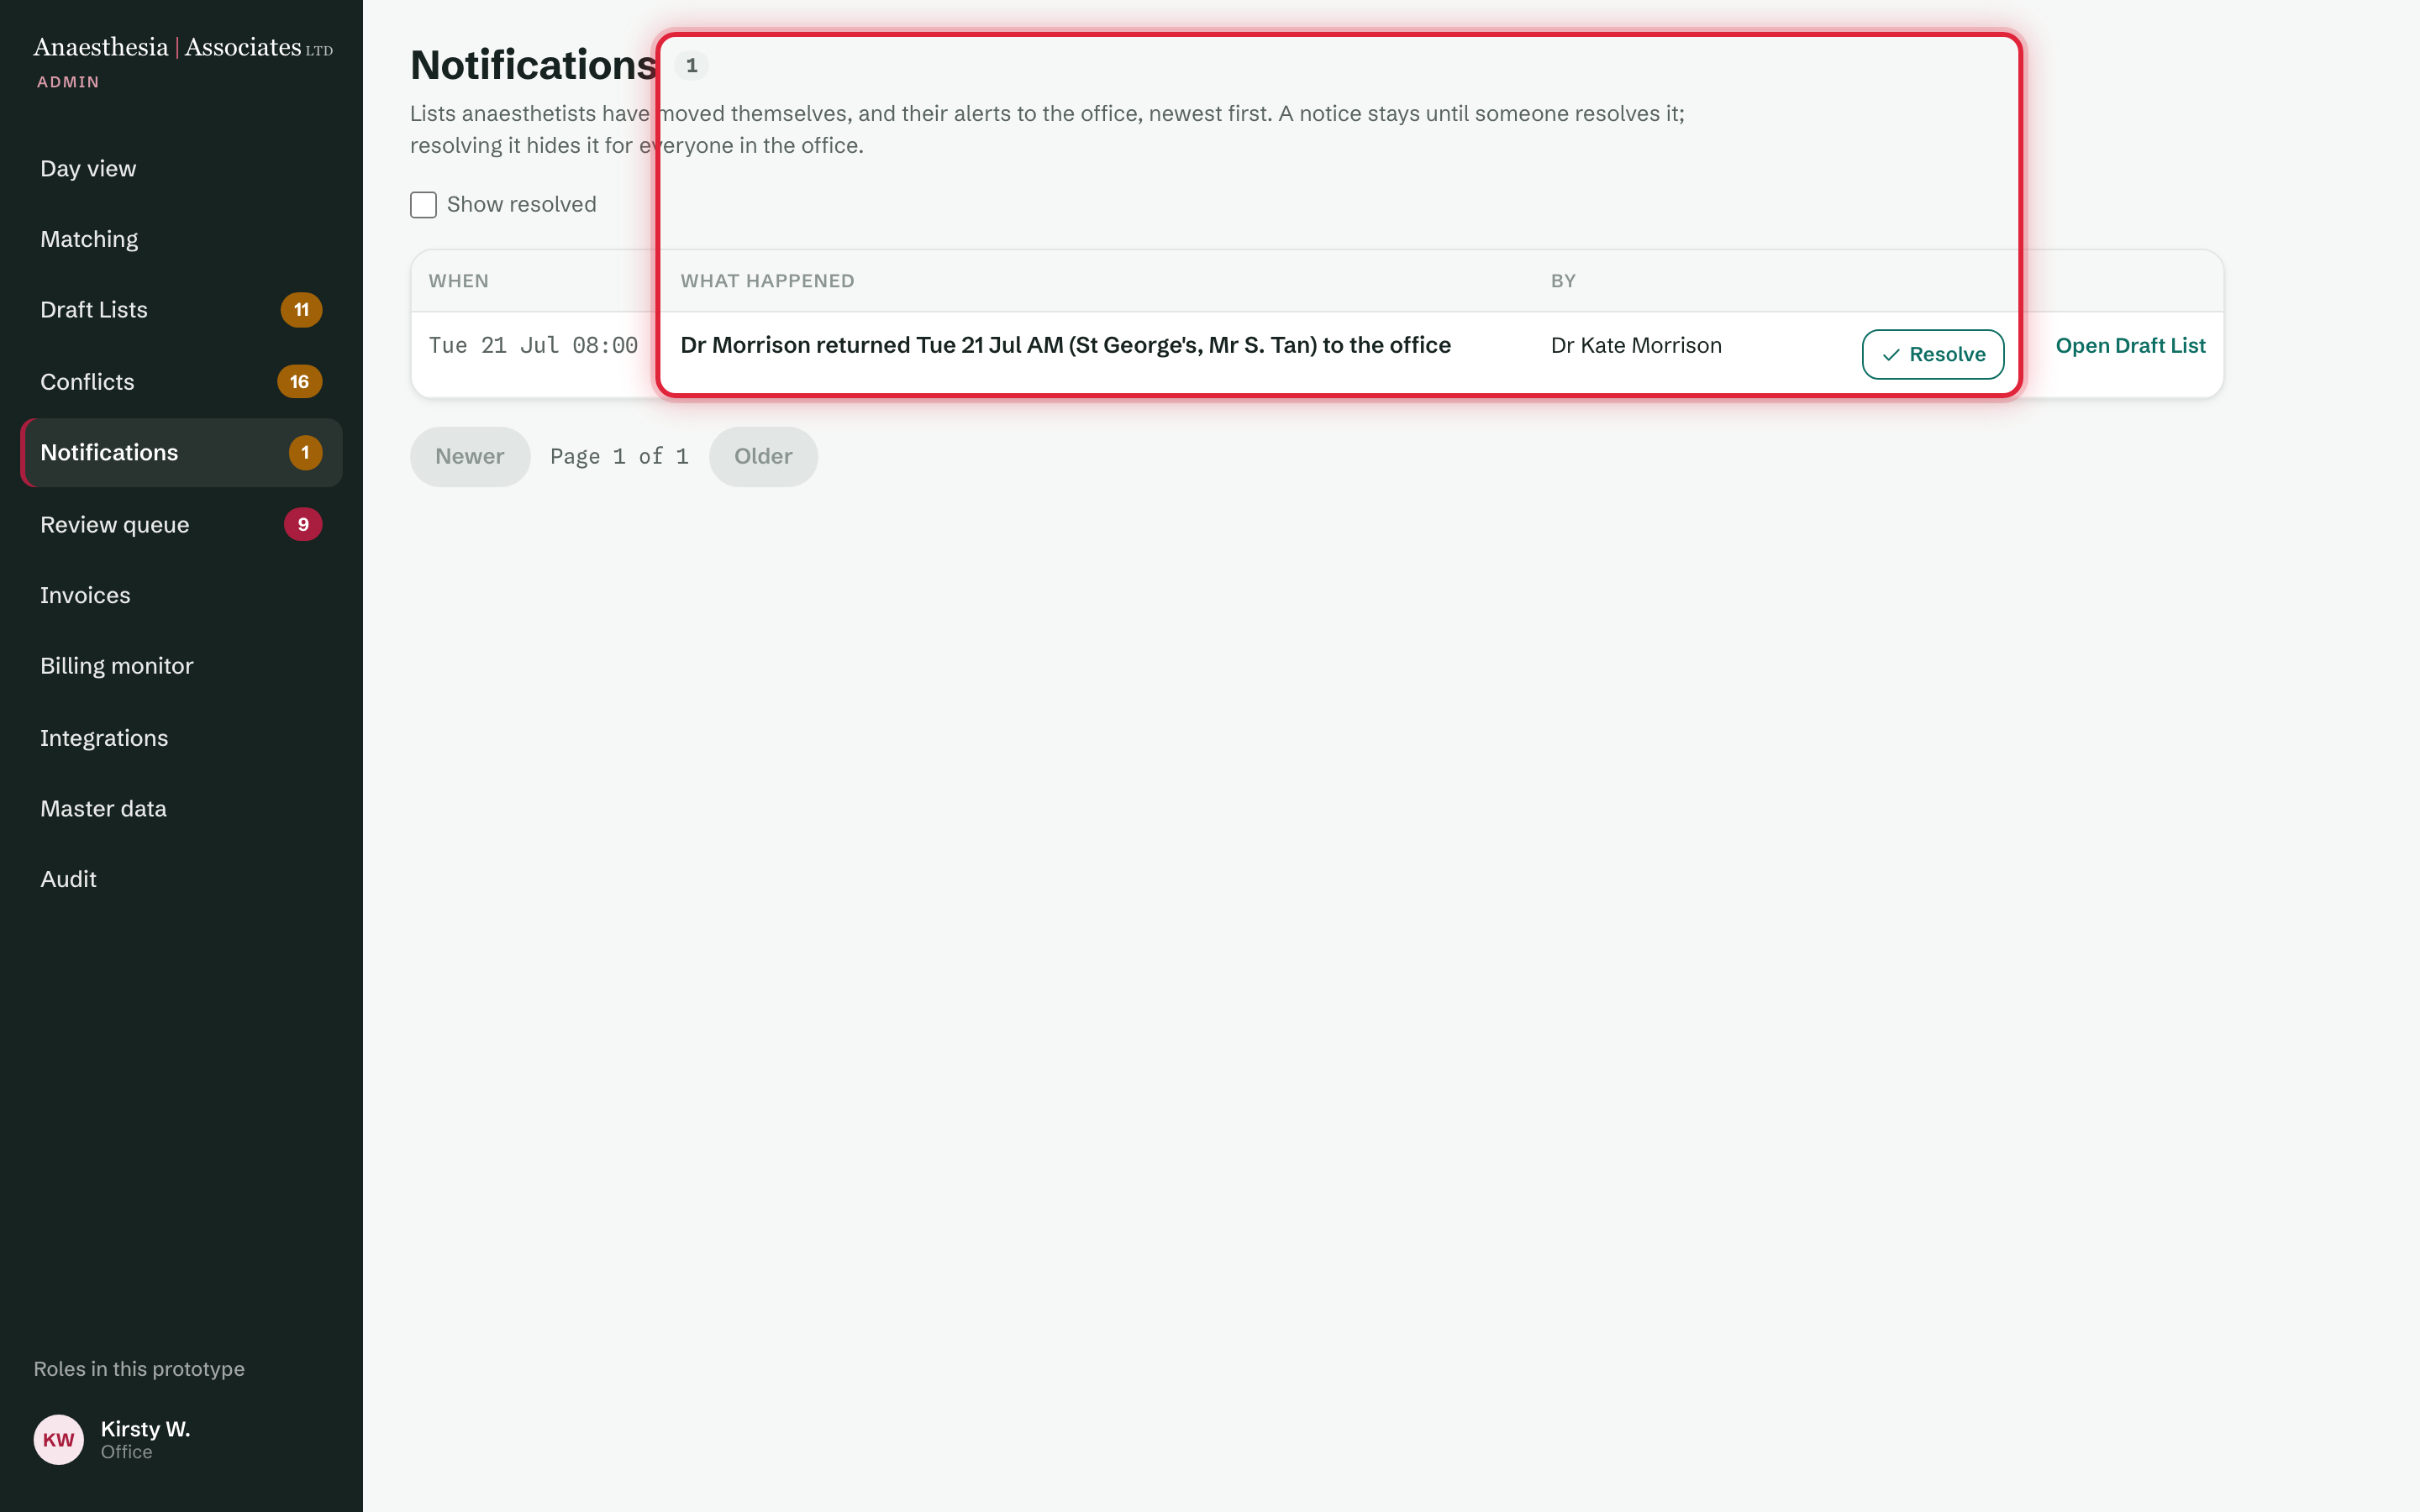 Anaesthesia | Associates LTD
ADMIN
Day view
Matching
Draft Lists 11
Conflicts 16
Notifications 1
Review queue 9
Invoices
Billing monitor
Integrations
Master data
Audit
Roles in this prototype
KW
Kirsty W.
Office
Notifications 1
Lists anaesthetists have moved themselves, and their alerts to the office, newest first. A notice stays until someone resolves it;
resolving it hides it for everyone in the office.
Show resolved
WHEN WHAT HAPPENED BY
Tue 21 Jul 08:00 Dr Morrison returned Tue 21 Jul AM (St George's, Mr S. Tan) to the office Dr Kate Morrison Resolve Open Draft List
Newer Page 1 of 1 Older